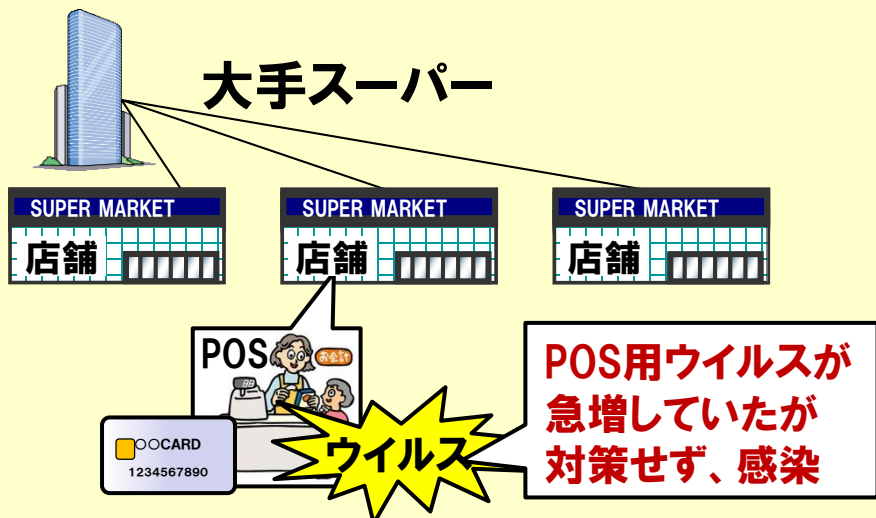 大手スーパー
SUPER MARKET
店舗
SUPER MARKET
店舗
SUPER MARKET
店舗
POS
お会計
○○CARD
1234567890
ウイルス
POS用ウイルスが
急増していたが
対策せず、感染